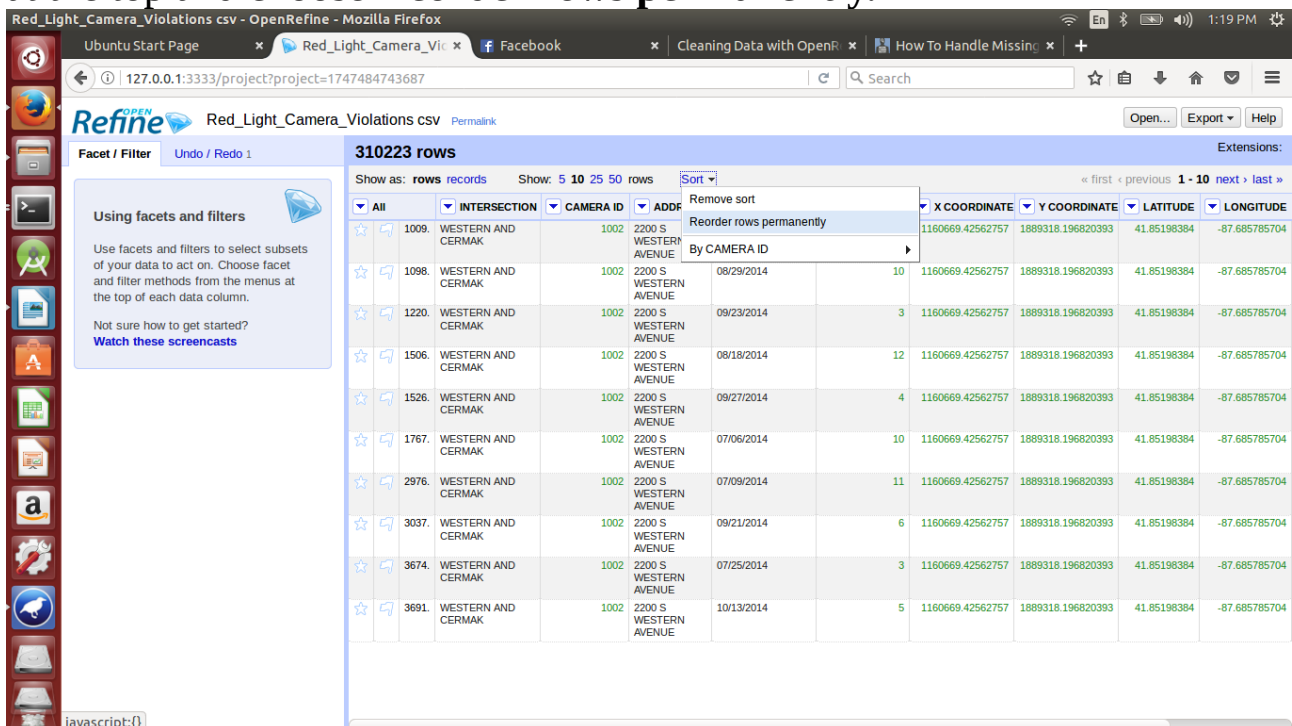 Red_Light_Camera_Violations csv - OpenRefine - Mozilla Firefox
En 1:19 PM
Ubuntu Start Page × Red_Light_Camera_Vic × Facebook × Cleaning Data with OpenR × How To Handle Missing × +
127.0.0.1:3333/project?project=1747484743687 Search
OPEN
Refine Red_Light_Camera_Violations csv Permalink Open... Export Help
Facet / Filter Undo / Redo 1 310223 rows Extensions:
Show as: rows records Show: 5 10 25 50 rows Sort « first ‹ previous 1 - 10 next › last »
Using facets and filters
Use facets and filters to select subsets
of your data to act on. Choose facet
and filter methods from the menus at
the top of each data column.
Not sure how to get started?
Watch these screencasts
Remove sort
Reorder rows permanently
By CAMERA ID
All INTERSECTION CAMERA ID ADDR X COORDINATE Y COORDINATE LATITUDE LONGITUDE
1009. WESTERN AND 1002 2200 S 1160669.42562757 1889318.196820393 41.85198384 -87.685785704
CERMAK WESTERN
AVENUE
1098. WESTERN AND 1002 2200 S 08/29/2014 10 1160669.42562757 1889318.196820393 41.85198384 -87.685785704
CERMAK WESTERN
AVENUE
1220. WESTERN AND 1002 2200 S 09/23/2014 3 1160669.42562757 1889318.196820393 41.85198384 -87.685785704
CERMAK WESTERN
AVENUE
1506. WESTERN AND 1002 2200 S 08/18/2014 12 1160669.42562757 1889318.196820393 41.85198384 -87.685785704
CERMAK WESTERN
AVENUE
1526. WESTERN AND 1002 2200 S 09/27/2014 4 1160669.42562757 1889318.196820393 41.85198384 -87.685785704
CERMAK WESTERN
AVENUE
1767. WESTERN AND 1002 2200 S 07/06/2014 10 1160669.42562757 1889318.196820393 41.85198384 -87.685785704
CERMAK WESTERN
AVENUE
2976. WESTERN AND 1002 2200 S 07/09/2014 11 1160669.42562757 1889318.196820393 41.85198384 -87.685785704
CERMAK WESTERN
AVENUE
3037. WESTERN AND 1002 2200 S 09/21/2014 6 1160669.42562757 1889318.196820393 41.85198384 -87.685785704
CERMAK WESTERN
AVENUE
3674. WESTERN AND 1002 2200 S 07/25/2014 3 1160669.42562757 1889318.196820393 41.85198384 -87.685785704
CERMAK WESTERN
AVENUE
3691. WESTERN AND 1002 2200 S 10/13/2014 5 1160669.42562757 1889318.196820393 41.85198384 -87.685785704
CERMAK WESTERN
AVENUE
javascript:{}